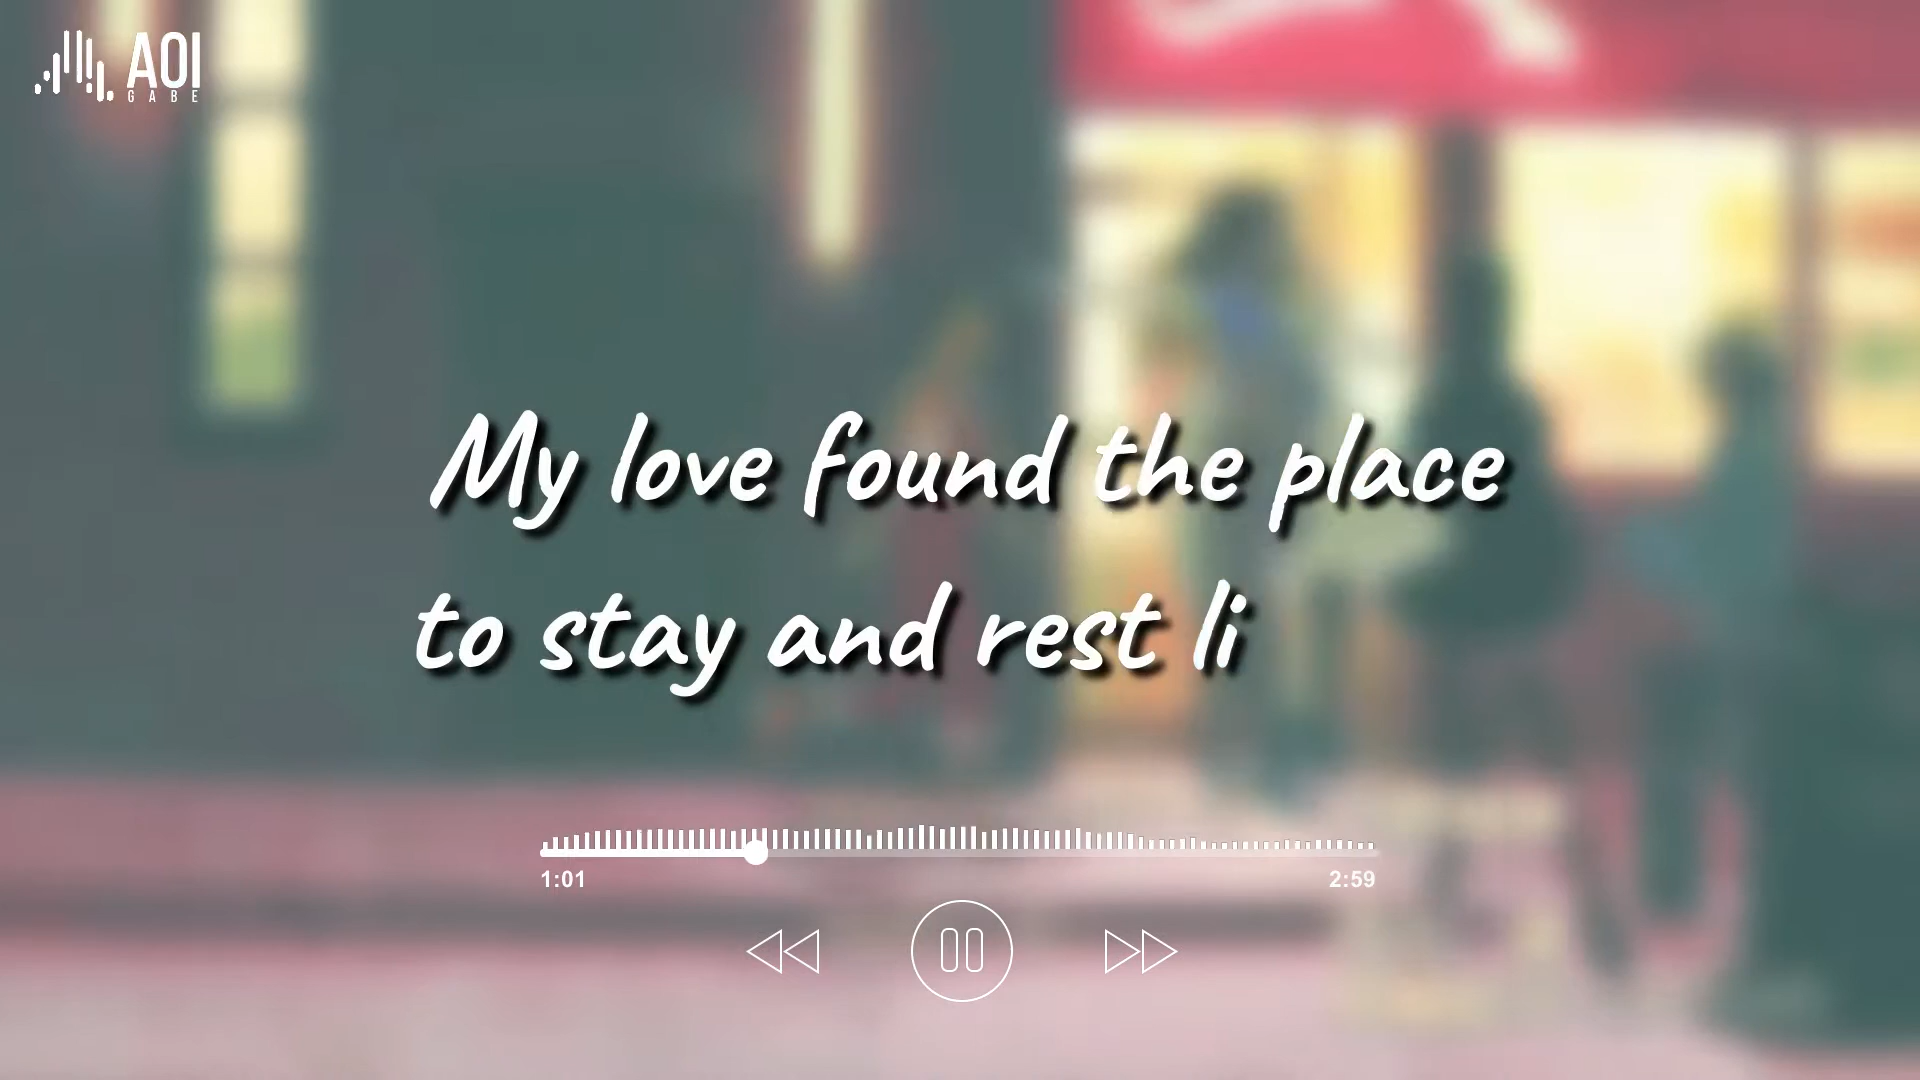 AOI
GABE
My love found the place
to stay and rest li
1:01
2:59